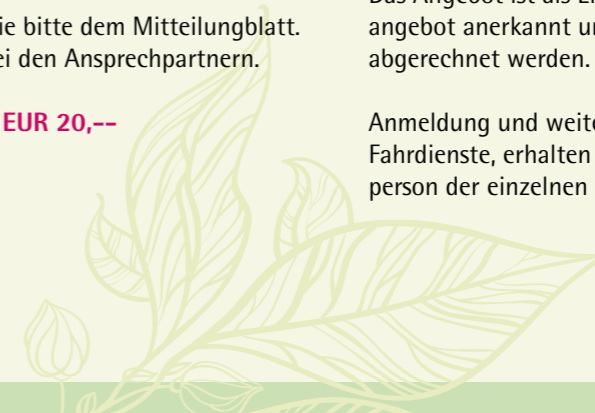 ie bitte dem Mitteilungblatt.
ei den Ansprechpartnern.
EUR 20,--
angebot anerkannt u
abgerechnet werden.
Anmeldung und weite
Fahrdienste, erhalten
person der einzelnen